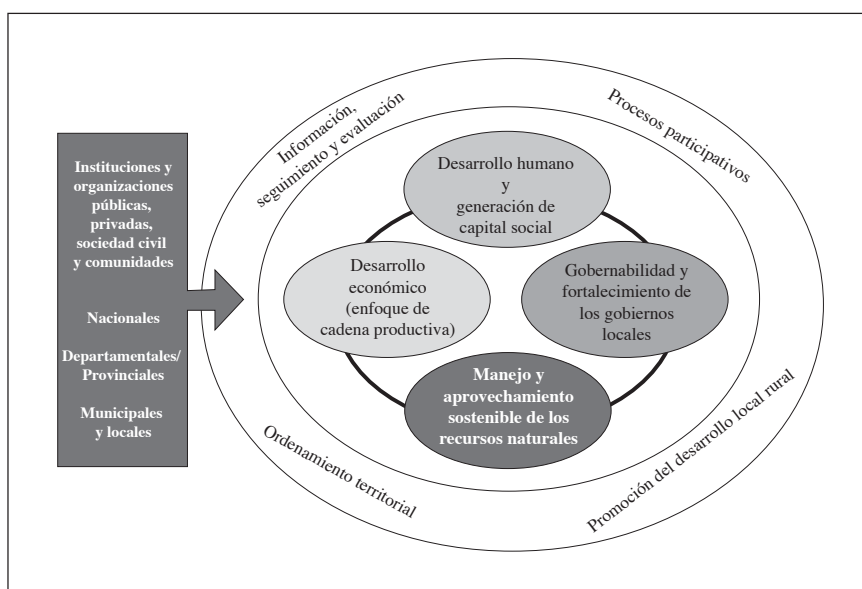 Instituciones y
organizaciones
públicas,
privadas,
sociedad civil
y comunidades
Nacionales
Departamentales/
Provinciales
Municipales
y locales
Información,
seguimiento y evaluación
Procesos participativos
Desarrollo humano
y
generación de
capital social
Desarrollo
económico
(enfoque de
cadena productiva)
Gobernabilidad y
fortalecimiento de
los gobiernos
locales
Manejo y
aprovechamiento
sostenible de los
recursos naturales
Ordenamiento territorial
Promoción del desarrollo local rural